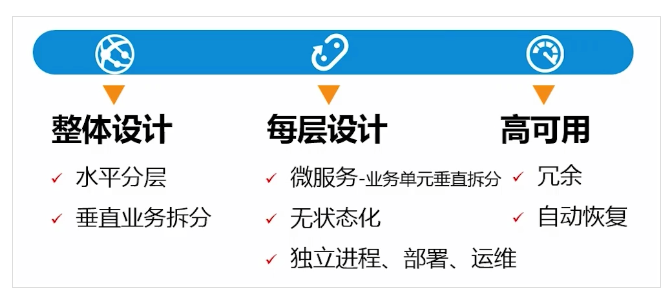 整体设计
水平分层
垂直业务拆分
每层设计
微服务-业务单元垂直拆分
无状态化
独立进程、部署、运维
高可用
冗余
自动恢复